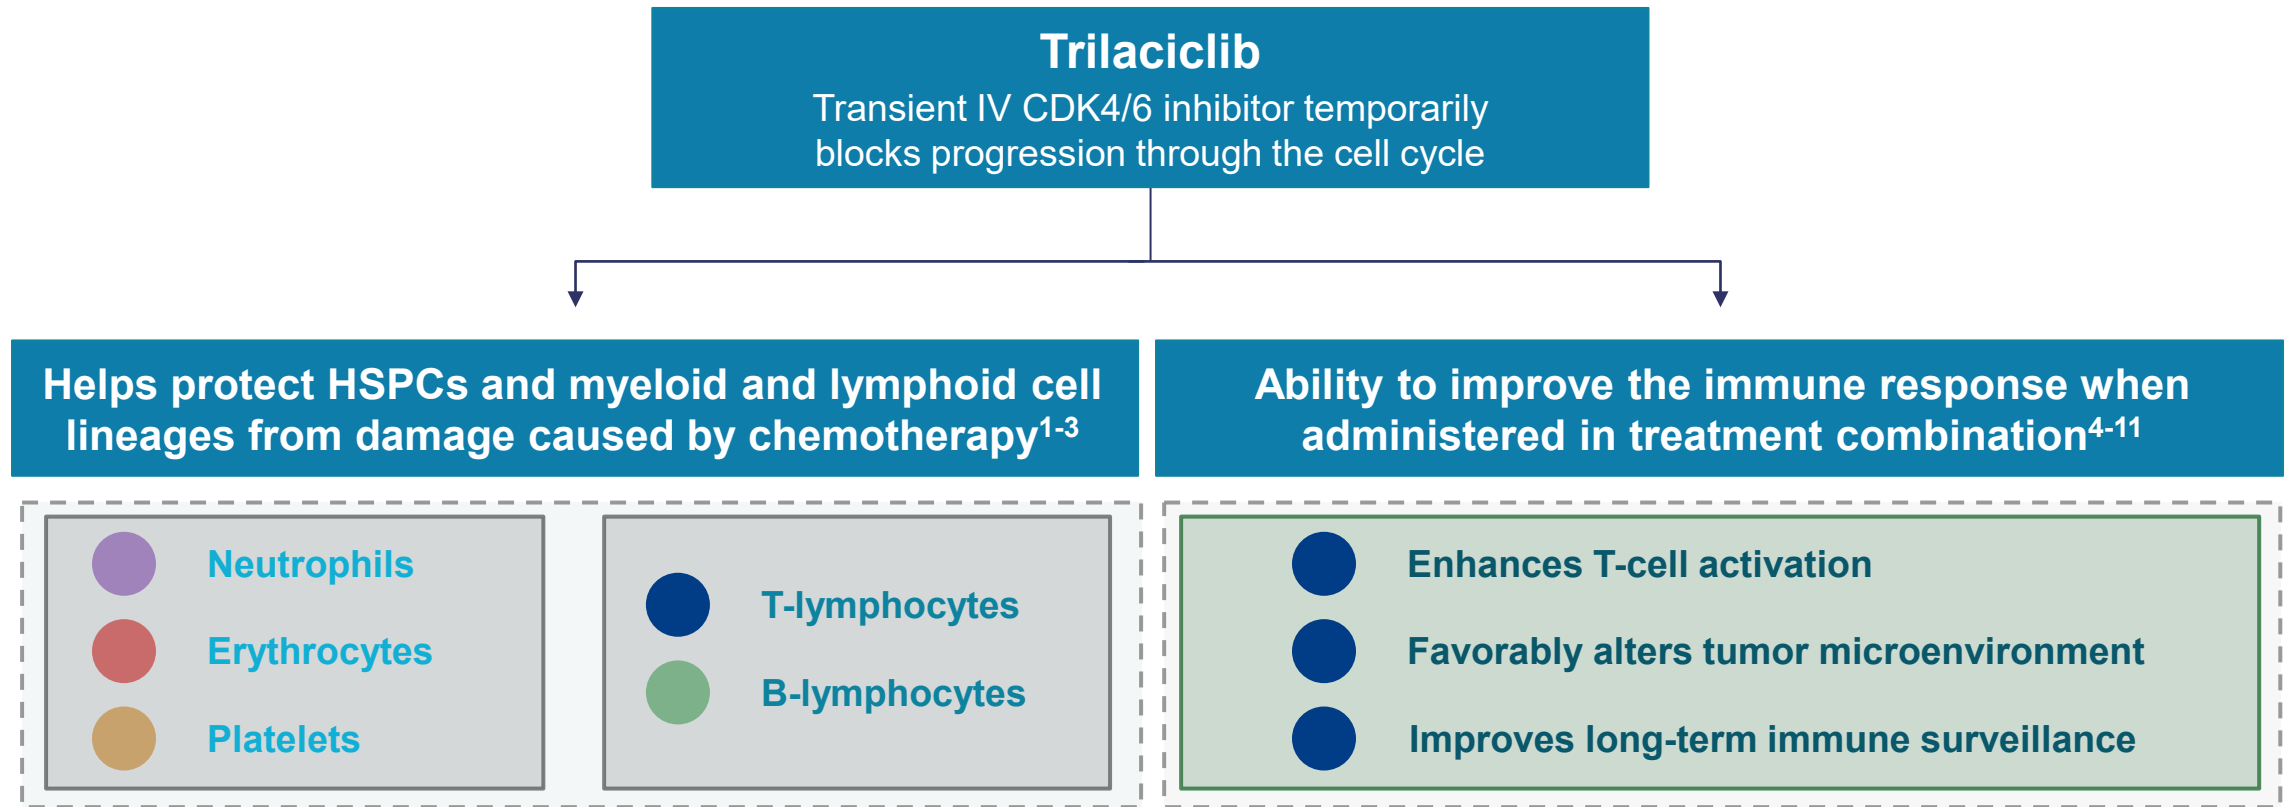 Trilaciclib
Transient IV CDK4/6 inhibitor temporarily
blocks progression through the cell cycle
Helps protect HSPCs and myeloid and lymphoid cell
lineages from damage caused by chemotherapy1-3
Ability to improve the immune response when
administered in treatment combination4-11
Neutrophils
Erythrocytes
Platelets
T-lymphocytes
B-lymphocytes
Enhances T-cell activation
Favorably alters tumor microenvironment
Improves long-term immune surveillance